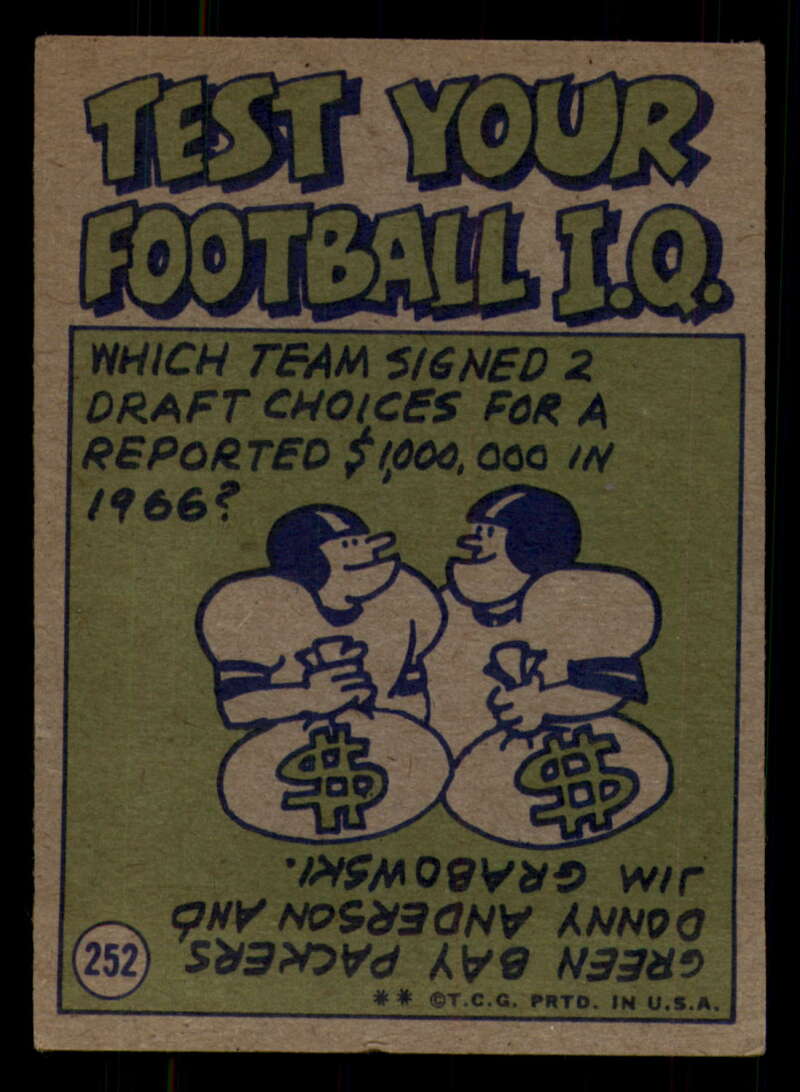 TEST YOUR
FOOTBALL I.Q.
WHICH TEAM SIGNED 2
DRAFT CHOICES FOR A
REPORTED $1,000,000 IN
1966?
$ $
GREEN BAY PACKERS
DONNY ANDERSON AND
JIM GRABOWSKI.
252
** ©T.C.G. PRTD. IN U.S.A.